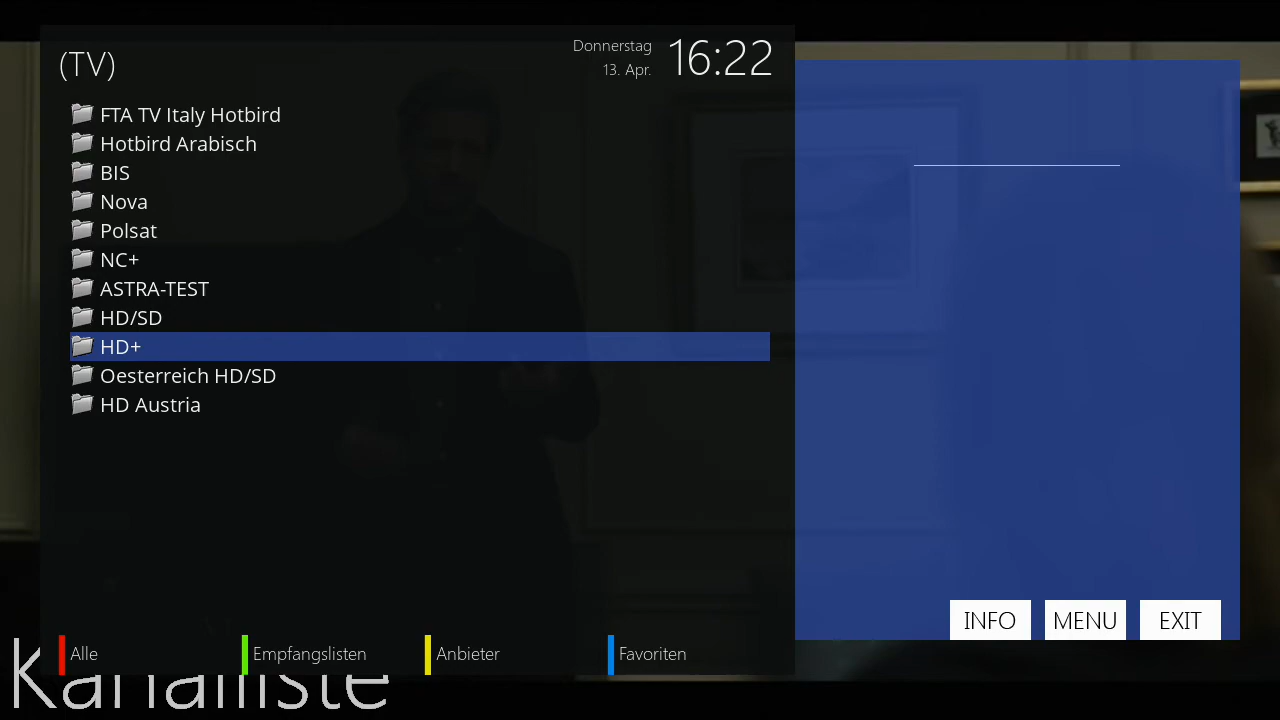 (TV)
Donnerstag
13. Apr.
16:22
FTA TV Italy Hotbird
Hotbird Arabisch
BIS
Nova
Polsat
NC+
ASTRA-TEST
HD/SD
HD+
Oesterreich HD/SD
HD Austria
INFO MENU EXIT
Alle Empfangslisten Anbieter Favoriten
Kanalliste